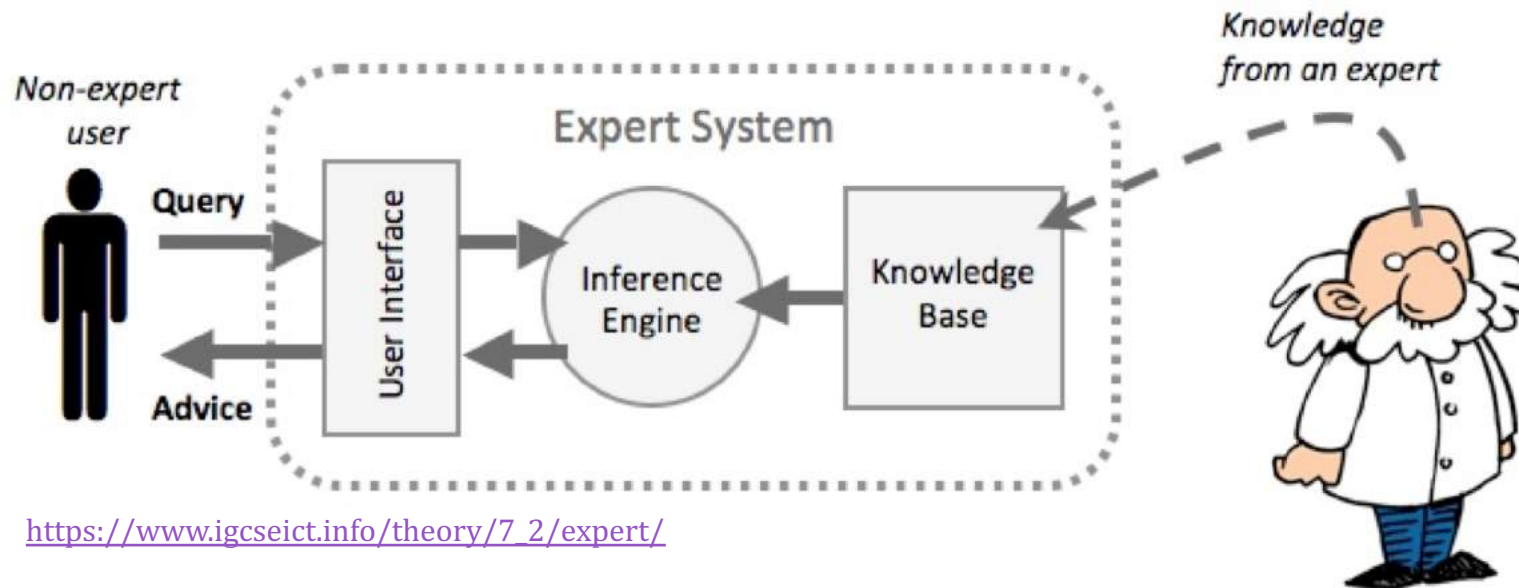 Knowledge
from an expert
Non-expert
user
Expert System
Query
User Interface
Inference
Engine
Knowledge
Base
Advice
https://www.igcseict.info/theory/7_2/expert/